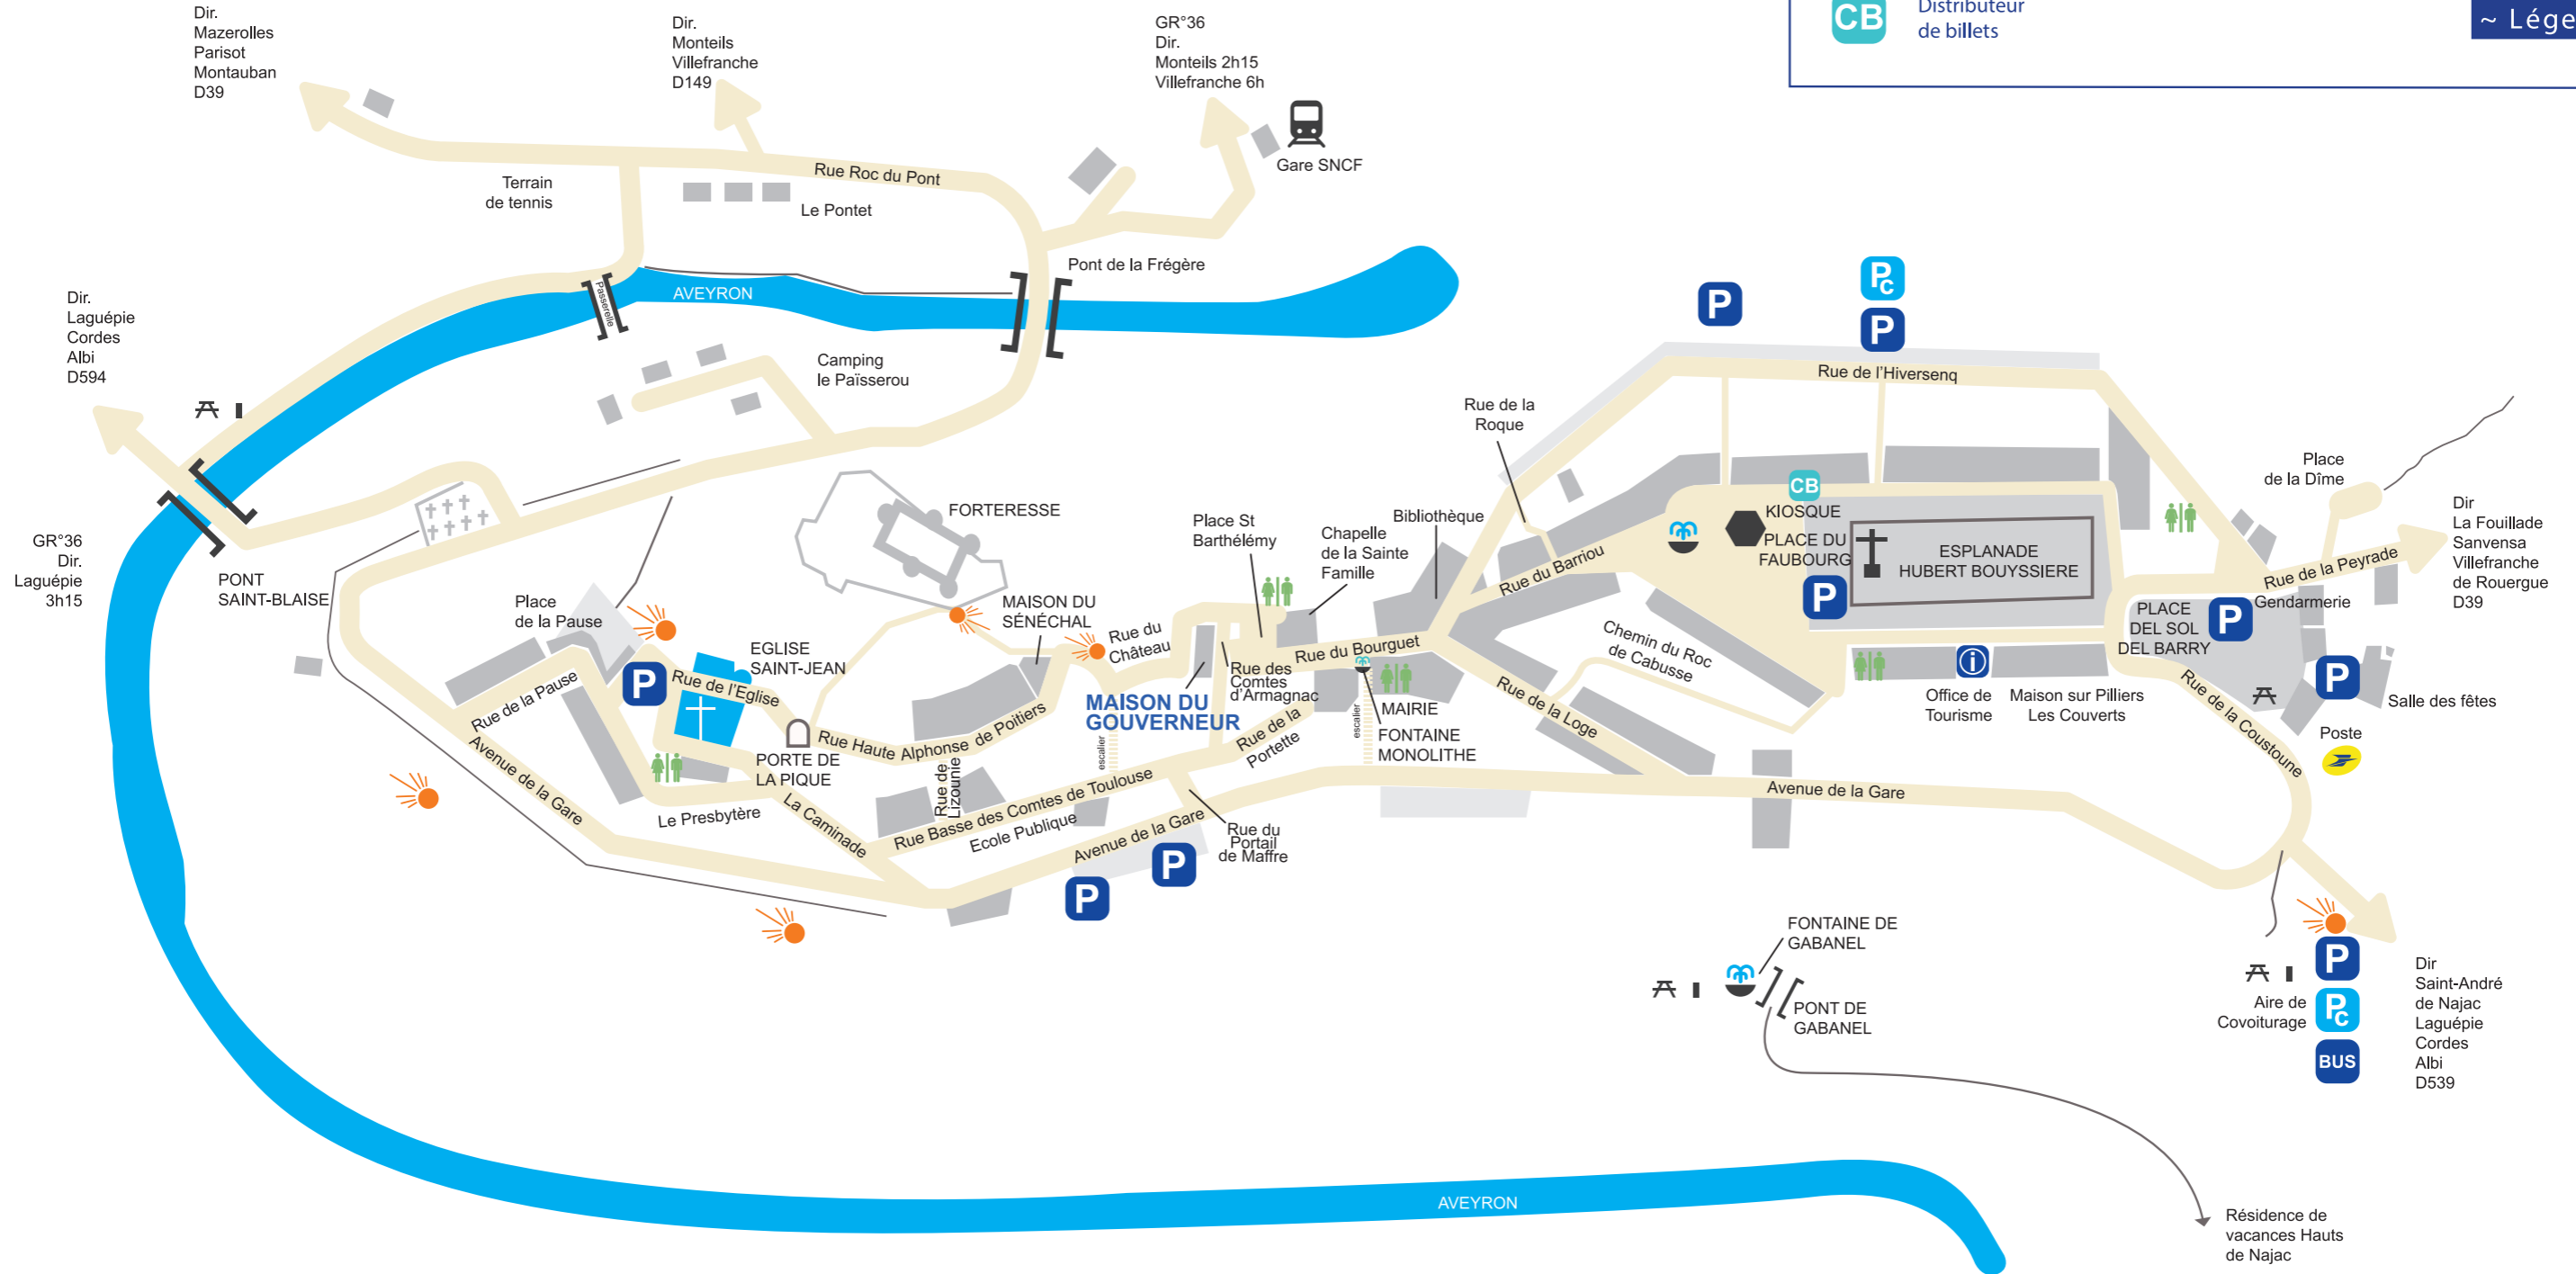 Dir.
Mazerolles
Parisot
Montauban
D39
Dir.
Monteils
Villefranche
D149
GR°36
Dir.
Monteils 2h15
Villefranche 6h
CB
Distributeur
de billets
~ Lége
Gare SNCF
Rue Roc du Pont
Terrain
de tennis
Le Pontet
Pont de la Frégère
AVEYRON
Passerelle
Dir.
Laguépie
Cordes
Albi
D594
Camping
le Païsserou
P
Pc
P
Rue de l'Hiversenq
Rue de la
Roque
Place
de la Dîme
CB
KIOSQUE
PLACE DU
FAUBOURG
P
ESPLANADE
HUBERT BOUYSSIERE
Dir
La Fouillade
Sanvensa
Villefranche
de Rouergue
D39
Rue de la Peyrade
Gendarmerie
PLACE
DEL SOL
DEL BARRY
P
FORTERESSE
Place St
Barthélémy
Chapelle
de la Sainte
Famille
Bibliothèque
Rue du Barriou
GR°36
Dir.
Laguépie
3h15
PONT
SAINT-BLAISE
Place
de la Pause
MAISON DU
SÉNÉCHAL
Rue du
Château
EGLISE
SAINT-JEAN
P
Rue de l'Eglise
Rue de la Pause
Rue du Bourguet
Rue des
Comtes
d'Armagnac
MAISON DU
GOUVERNEUR
Chemin du Roc
de Cabusse
Rue de la Loge
MAIRIE
FONTAINE
MONOLITHE
escalier
escalier
Rue de la
Portette
i
Office de
Tourisme
Maison sur Pilliers
Les Couverts
Rue de la Coustoune
P
Salle des fêtes
Poste
PORTE DE
LA PIQUE
Rue Haute Alphonse de Poitiers
Rue de
Lizounie
Avenue de la Gare
Le Presbytère
La Caminade
Rue Basse des Comtes de Toulouse
Ecole Publique
Avenue de la Gare
Rue du
Portail
de Maffre
P
P
Avenue de la Gare
FONTAINE DE
GABANEL
PONT DE
GABANEL
P
Aire de
Covoiturage
Pc
BUS
Dir
Saint-André
de Najac
Laguépie
Cordes
Albi
D539
AVEYRON
Résidence de
vacances Hauts
de Najac